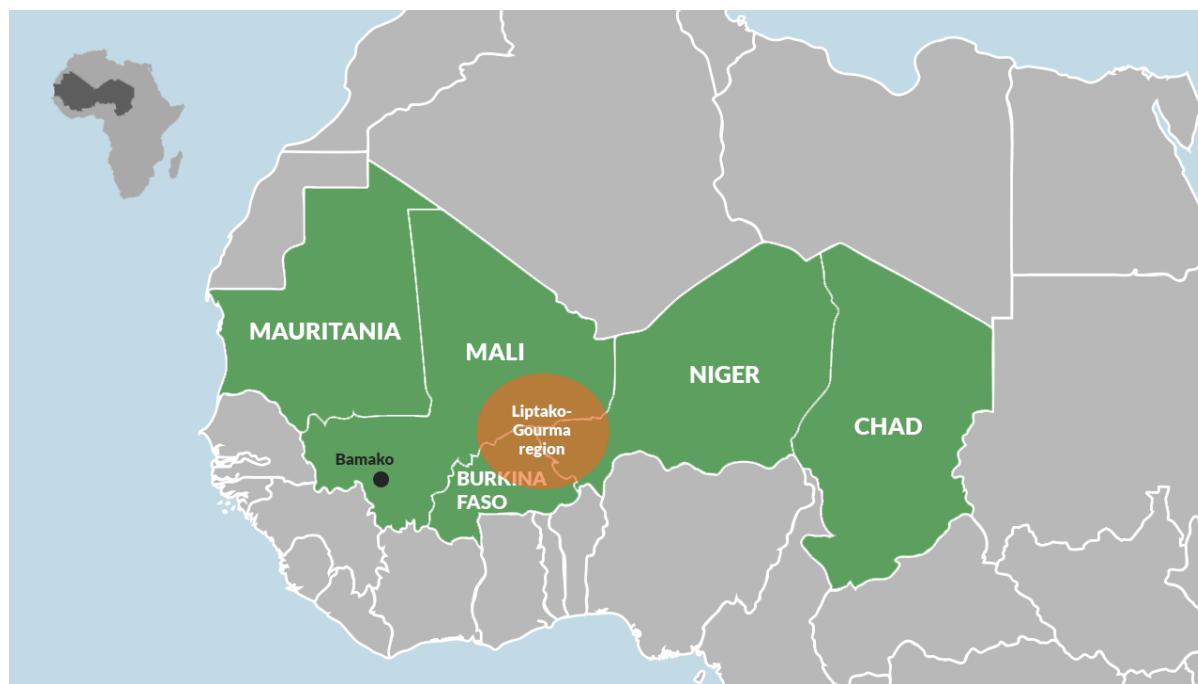 MAURITANIA
MALI
NIGER
Liptako-
Gourma
region
CHAD
Bamako
BURKINA
FASO